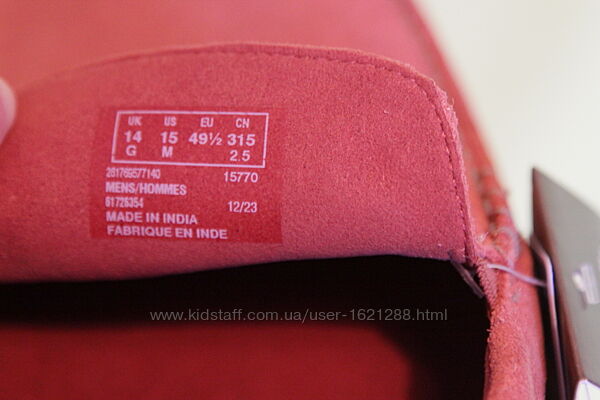 UK US EU CN
14 15 49½ 315
G M 2.5
261769577140 15770
MENS/HOMMES
61726354 12/23
MADE IN INDIA
FABRIQUE EN INDE
www.kidstaff.com.ua/user-1621288.html